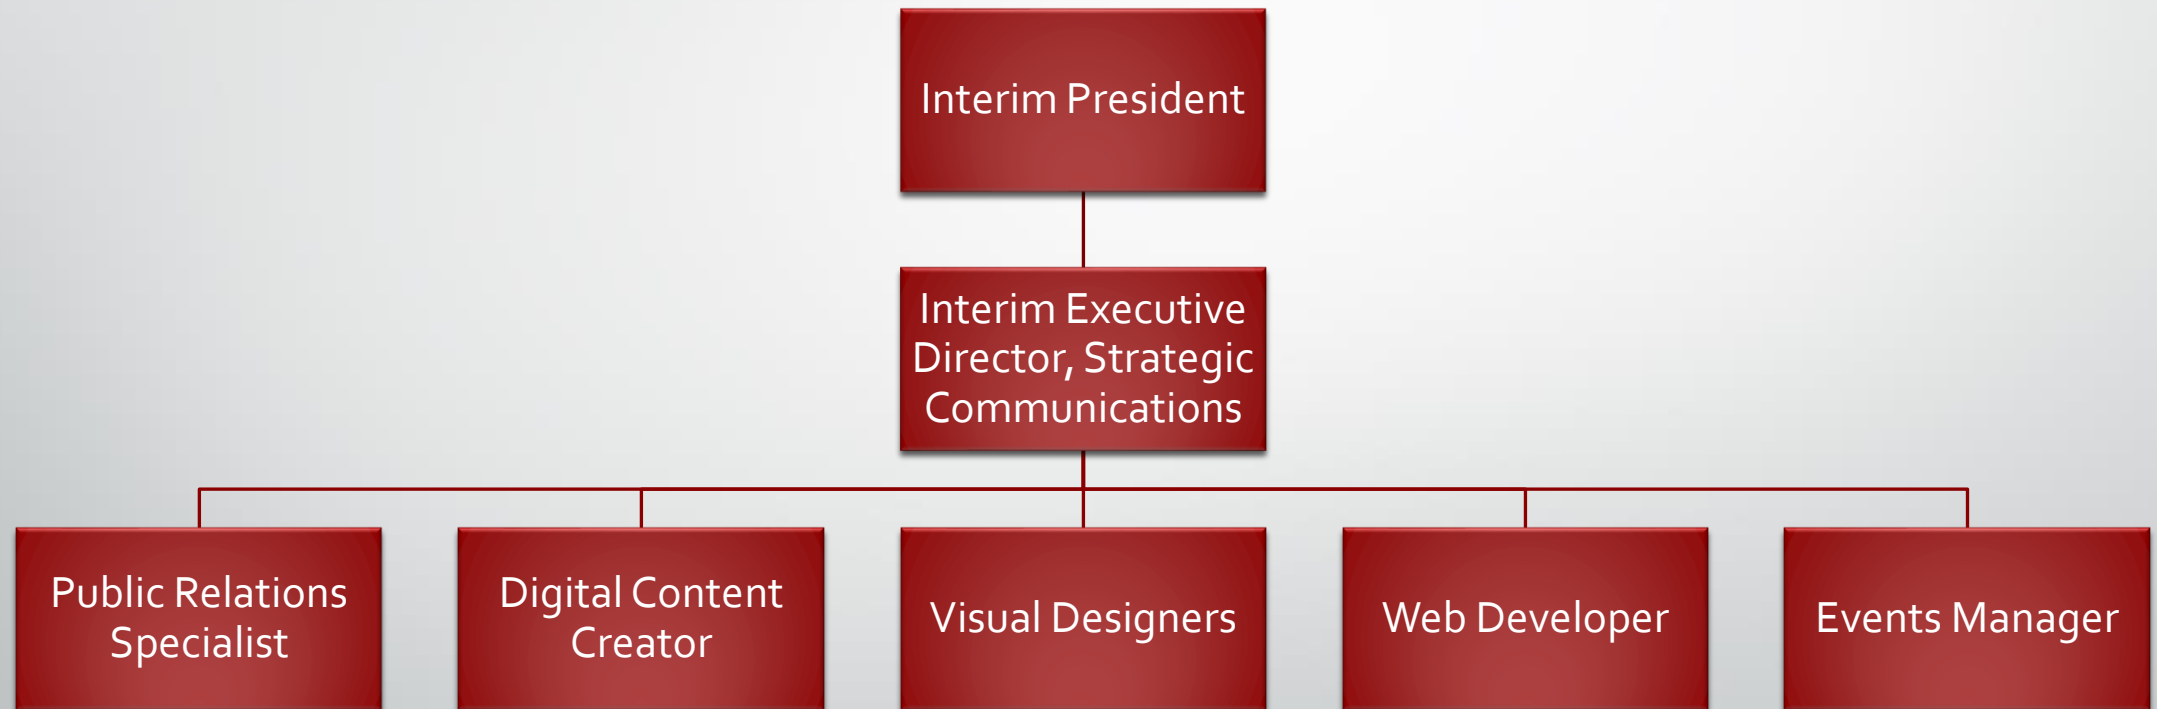 Interim President
Interim Executive
Director, Strategic
Communications
Public Relations
Specialist
Digital Content
Creator
Visual Designers
Web Developer
Events Manager